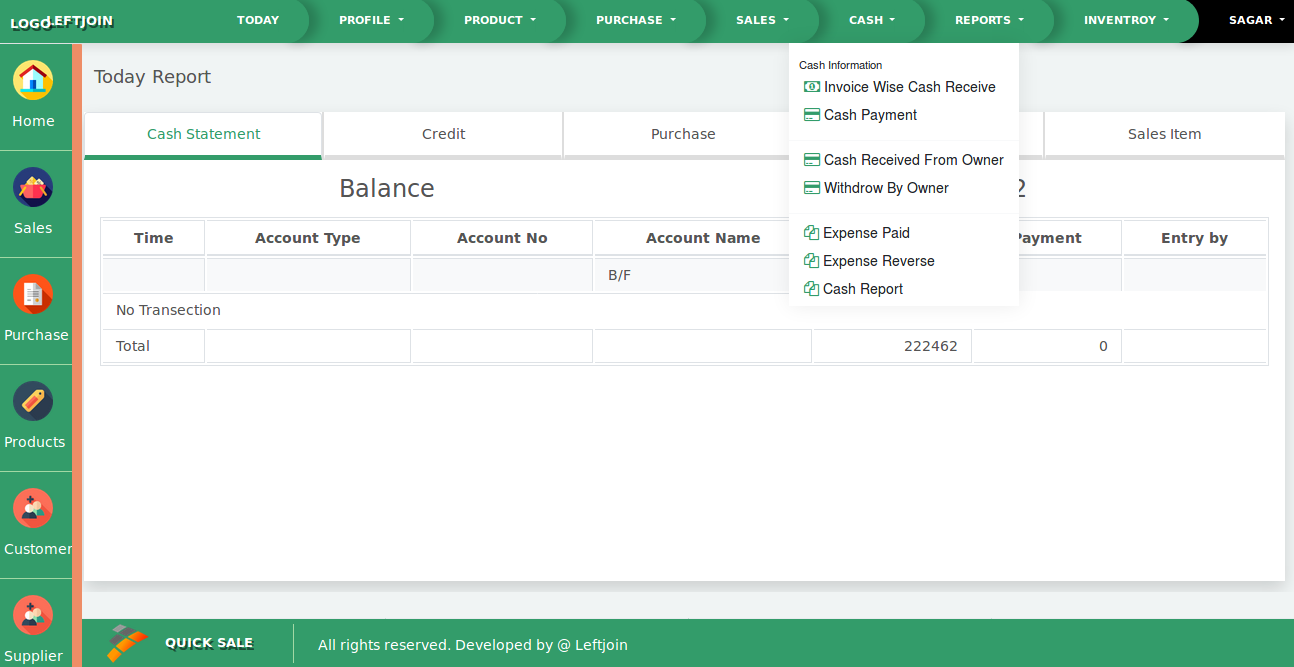 LOGO LEFTJOIN
TODAY PROFILE PRODUCT PURCHASE SALES CASH REPORTS INVENTROY SAGAR
Home
Sales
Purchase
Products
Customer
Supplier
Today Report
Cash Information
Invoice Wise Cash Receive
Cash Payment
Cash Received From Owner
Withdrow By Owner
Expense Paid
Expense Reverse
Cash Report
Cash Statement Credit Purchase Sales Item
Balance 2
Time Account Type Account No Account Name Payment Entry by
B/F
No Transection
Total 222462 0
QUICK SALE All rights reserved. Developed by @ Leftjoin